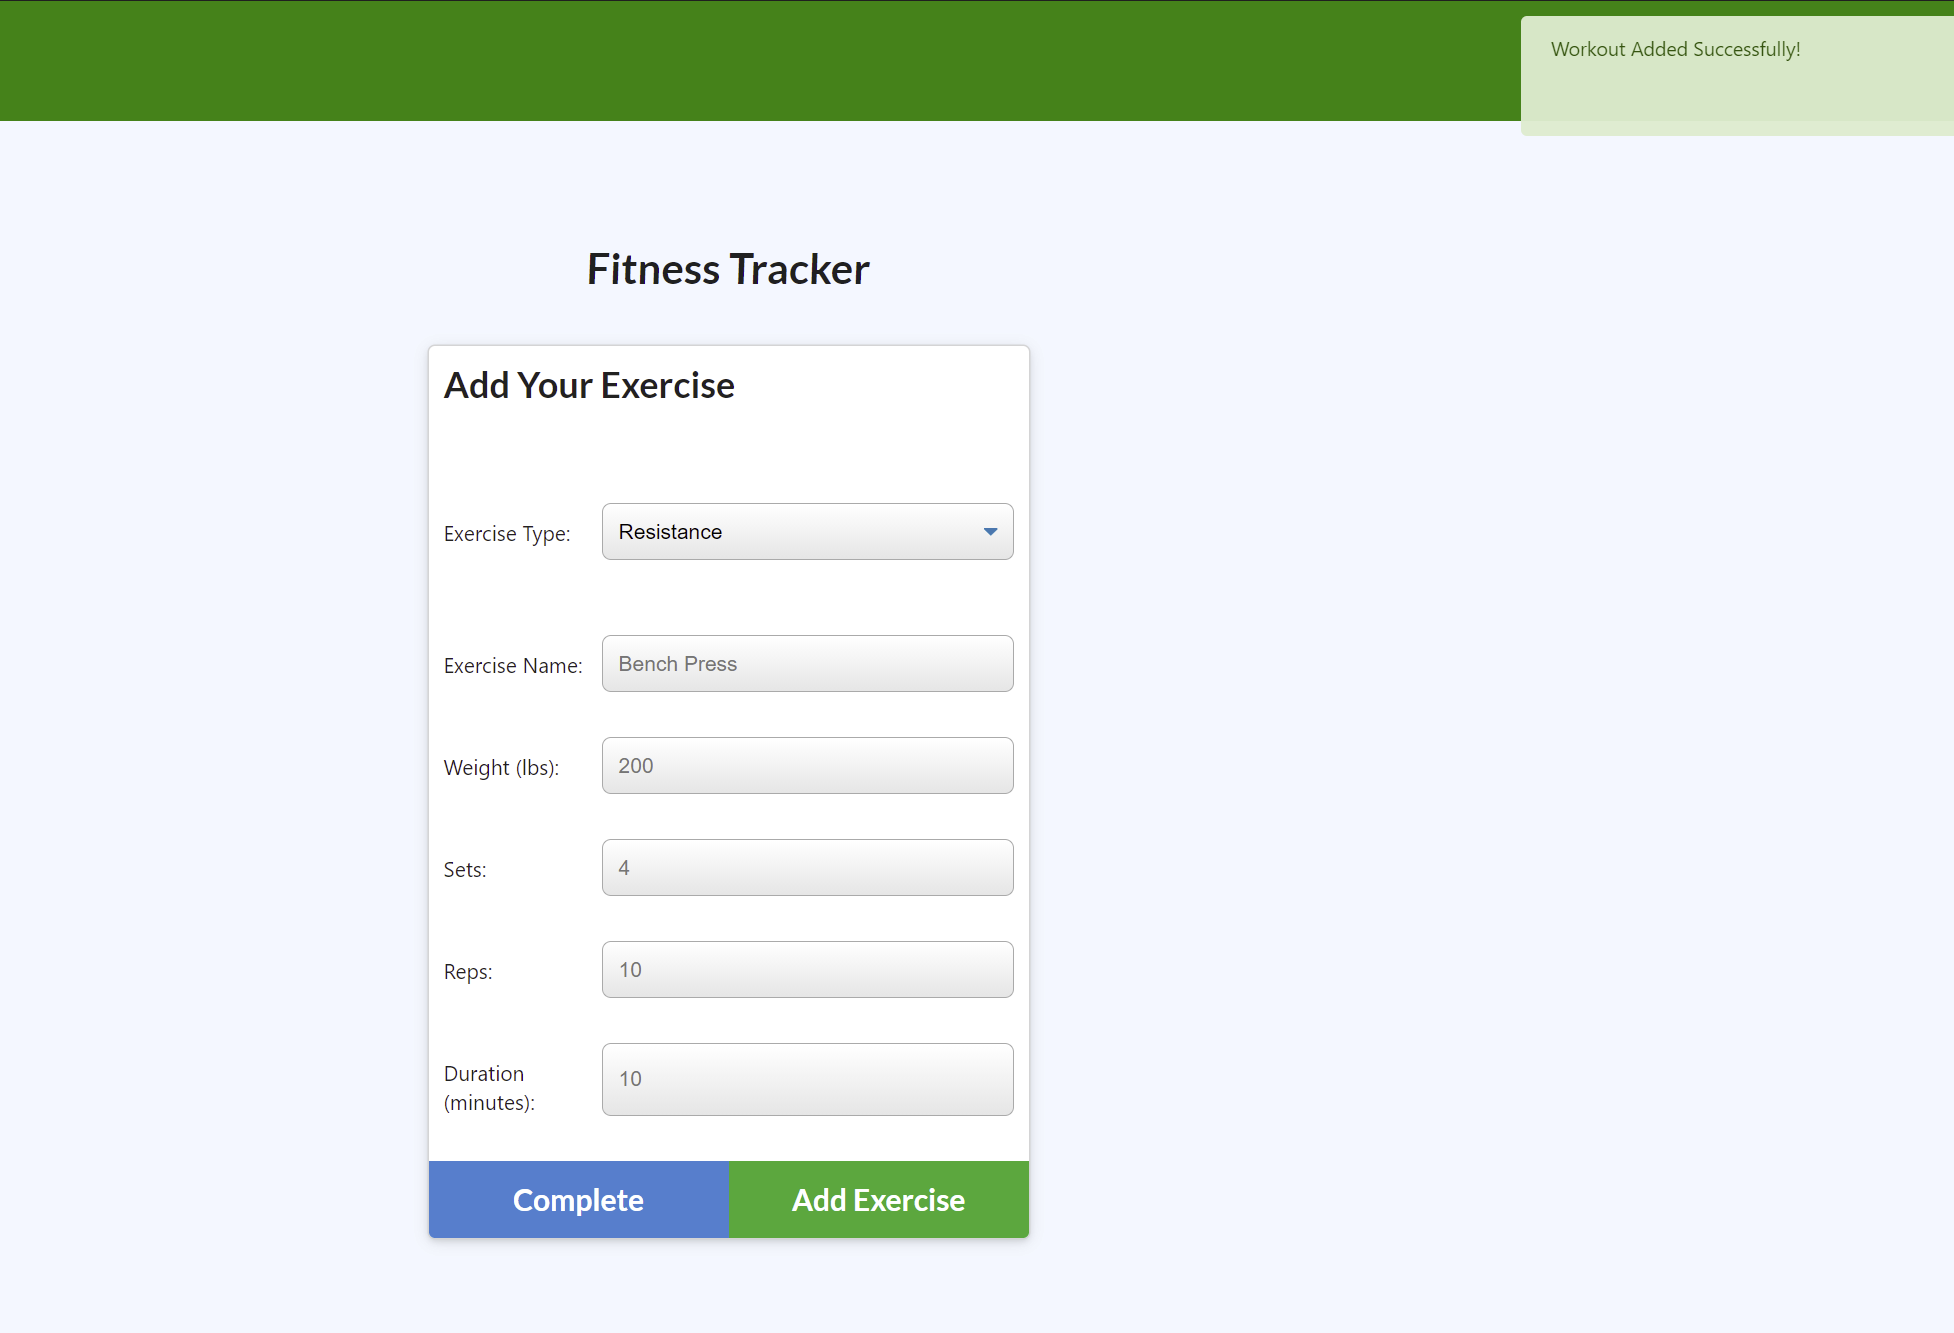 Workout Added Successfully!
Fitness Tracker
Add Your Exercise
Exercise Type:
Resistance
Exercise Name:
Bench Press
Weight (lbs):
200
Sets:
4
Reps:
10
Duration
(minutes):
10
Complete
Add Exercise